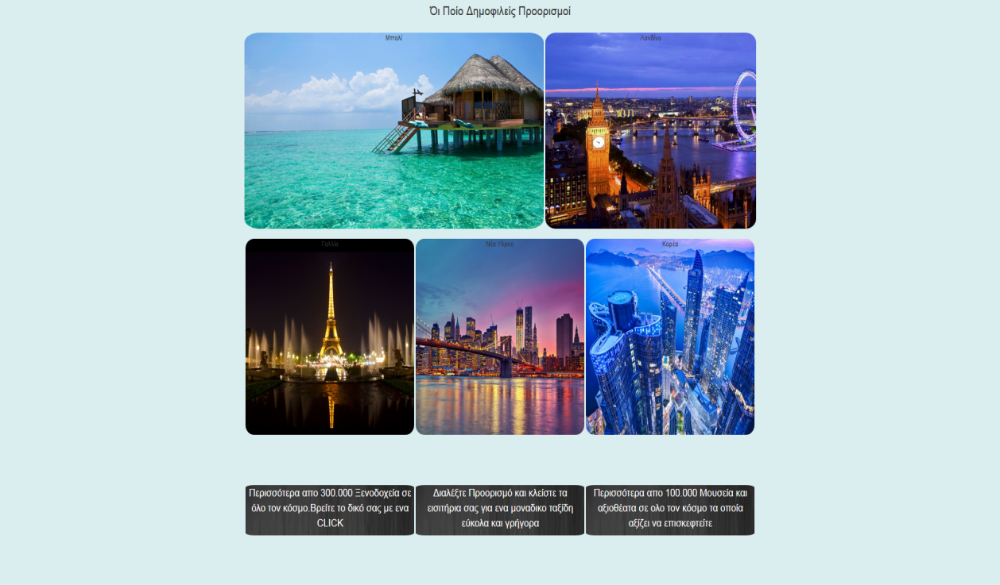 Όι Ποίο Δημοφιλείς Προορισμοί
Μπαλί
Λονδίνο
Γαλλία
Νέα Υόρκη
Κορέα
Περισσότερα απο 300.000 Ξενοδοχεία σε
όλο τον κόσμο.Βρείτε το δικό σας με ενα
CLICK
Διαλέξτε Προορισμό και κλείστε τα
εισιτήρια σας για ενα μοναδικο ταξίδη
εύκολα και γρήγορα
Περισσότερα απο 100.000 Μουσεία και
αξιοθέατα σε ολο τον κόσμο τα οποία
αξίζει να επισκεφτείτε